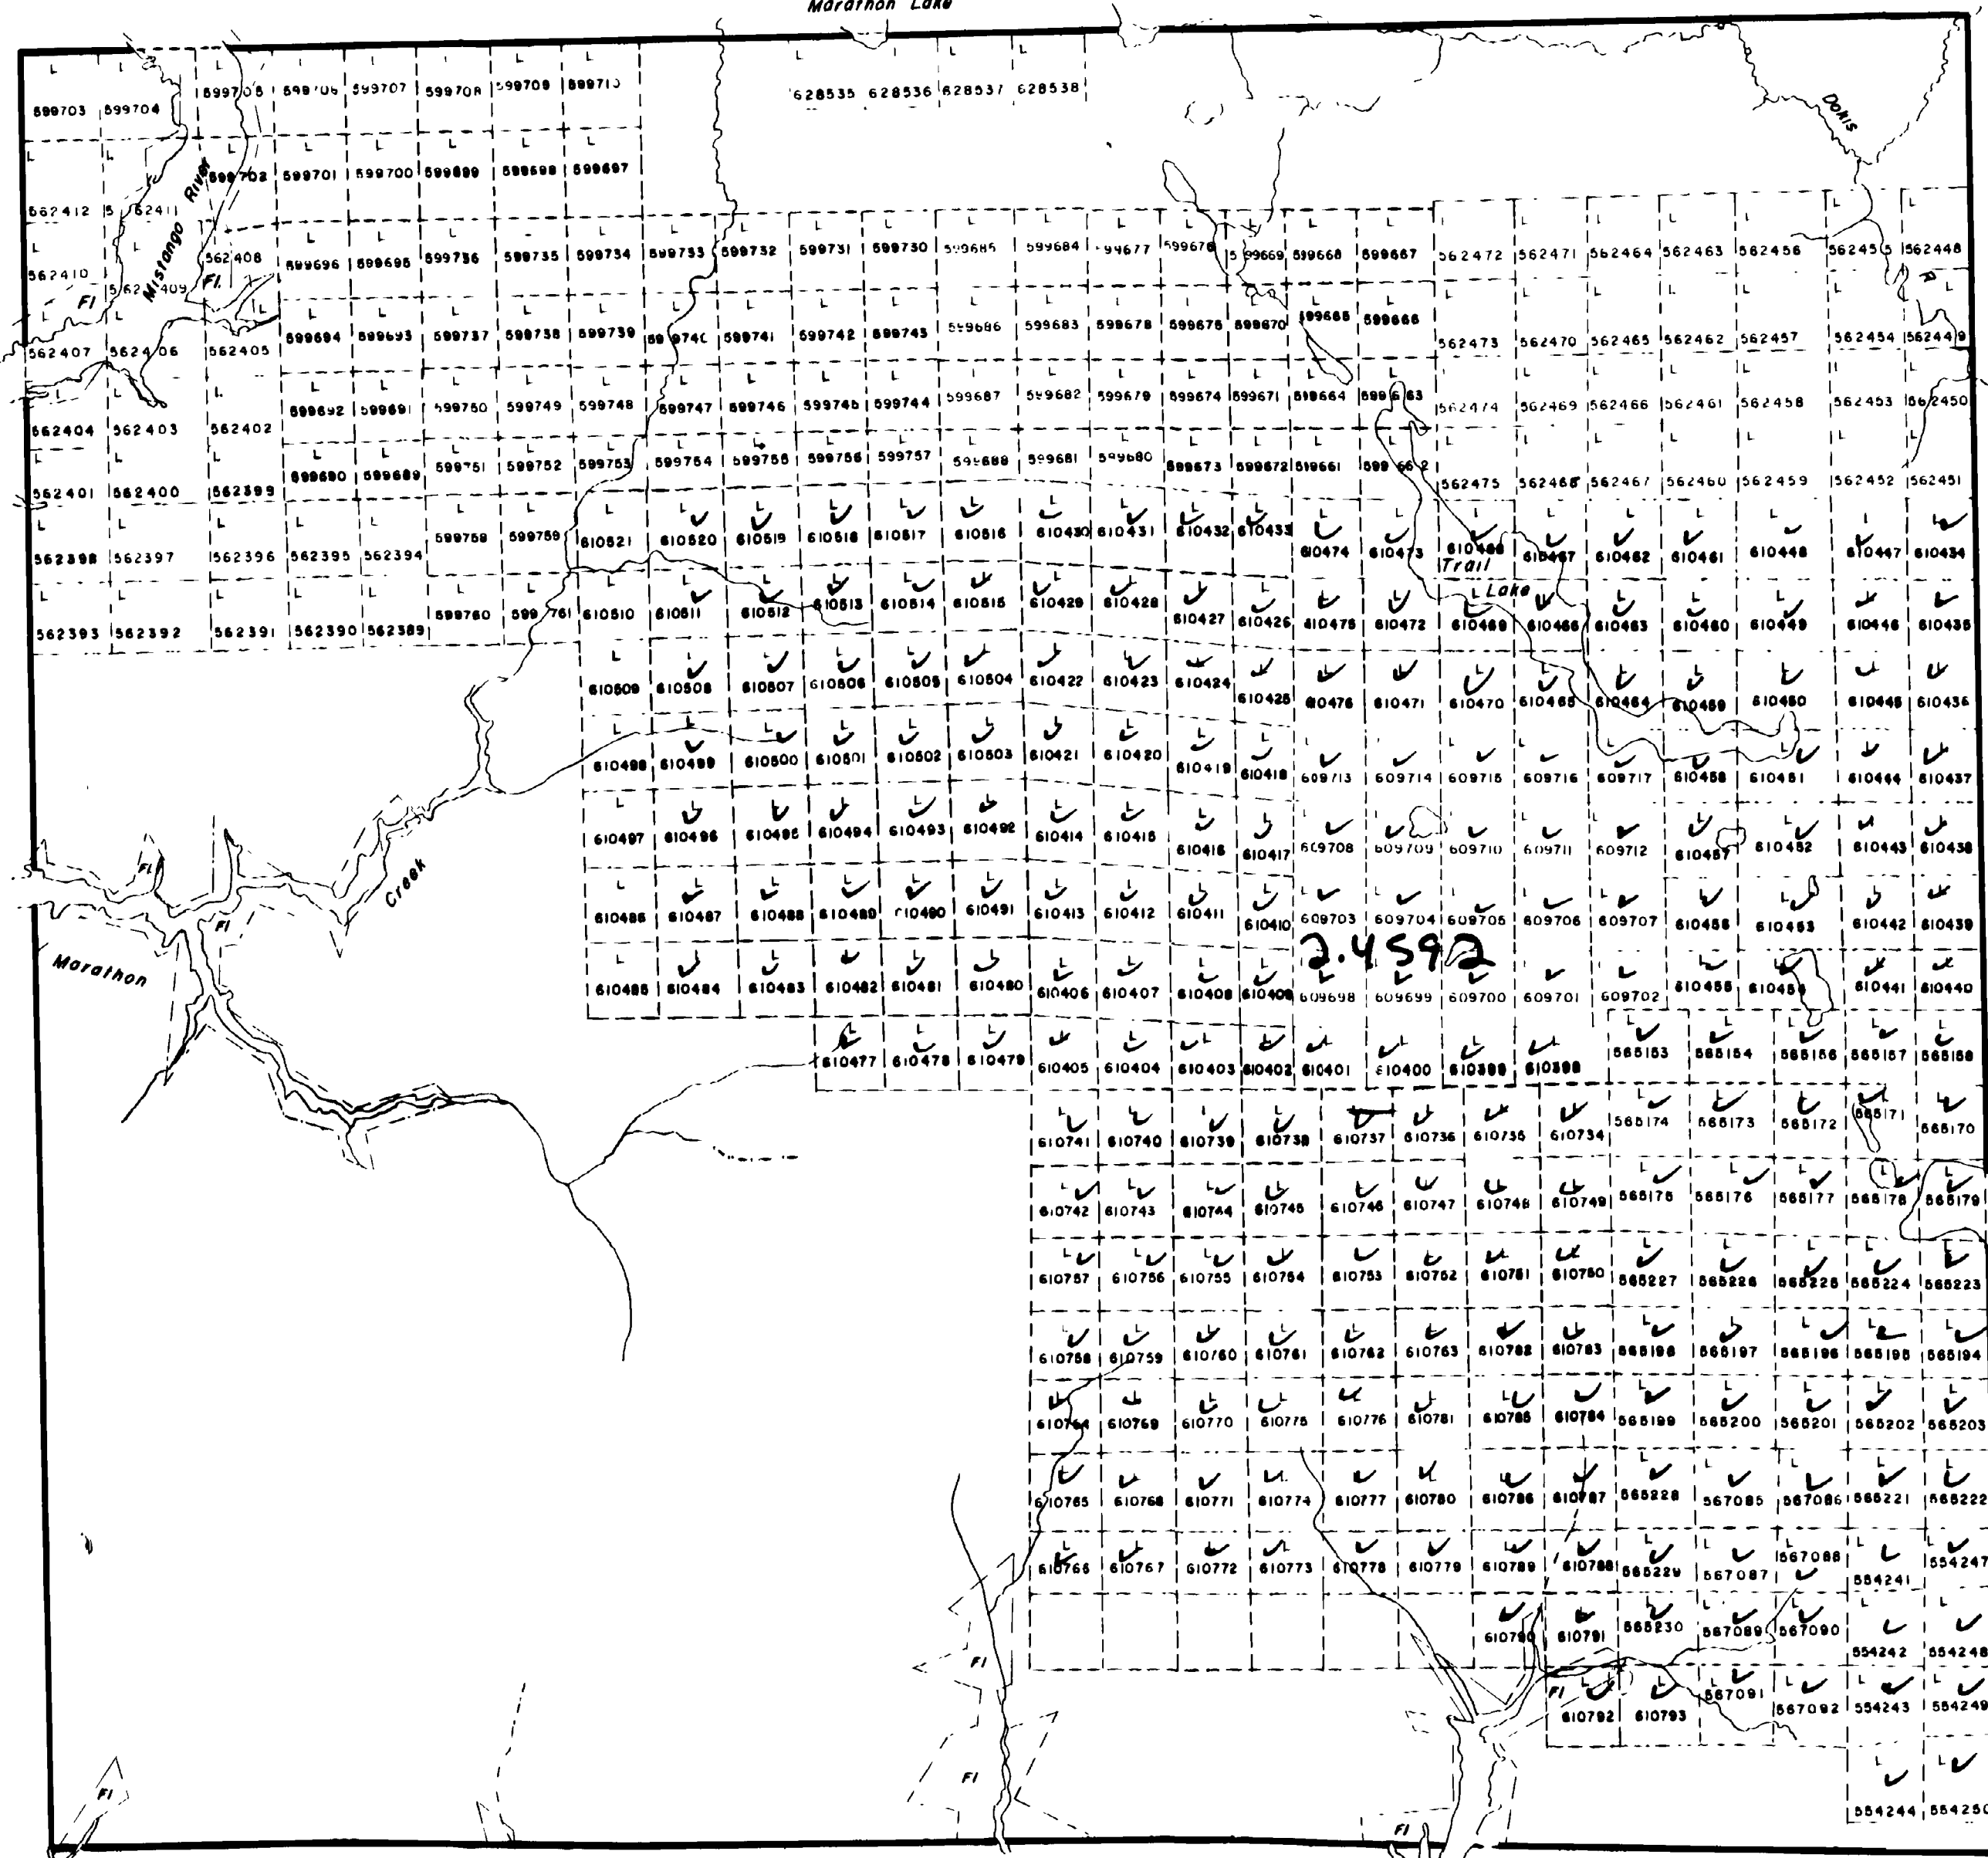 Marathon Lake
599703 599704 599705 599706 599707 599708 599709 599710 628535 628536 628537 628538
Dokis
599702 599701 599700 599699 599698 599697
Mistango River
562412 562411
562410 562409 562408 599696 599695 599736 599735 599734 599733 599732 599731 599730 599685 599684 599677 599676 599669 599668 599667 562472 562471 562464 562463 562456 562455 562448
Fl Fl.
562407 562406 562405 599694 599693 599737 599738 599739 599740 599741 599742 599743 599686 599683 599678 599675 599670 599665 599666 562473 562470 562465 562462 562457 562454 562449
562404 562403 562402 599692 599691 599750 599749 599748 599747 599746 599745 599744 599687 599682 599679 599674 599671 599664 599663 562474 562469 562466 562461 562458 562453 562450
562401 562400 562399 599690 599689 599751 599752 599753 599754 599755 599756 599757 599688 599681 599680 599673 599672 599661 599662 562475 562468 562467 562460 562459 562452 562451
562398 562397 562396 562395 562394 599758 599759 610521 610520 610519 610518 610517 610516 610430 610431 610432 610433 610474 610473 610468 610467 610462 610461 610448 610447 610434
Trail Lake
562393 562392 562391 562390 562389 599760 599761 610510 610511 610512 610513 610514 610515 610429 610428 610427 610426 610475 610472 610469 610466 610463 610460 610449 610446 610435
610509 610508 610507 610506 610505 610504 610422 610423 610424 610425 610476 610471 610470 610465 610464 610459 610450 610445 610436
610498 610499 610500 610501 610502 610503 610421 610420 610419 610418 609713 609714 609715 609716 609717 610458 610451 610444 610437
610497 610496 610495 610494 610493 610492 610414 610415 610416 610417 609708 609709 609710 609711 609712 610457 610452 610443 610438
Fl
Creek
610486 610487 610488 610489 610490 610491 610413 610412 610411 610410 609703 609704 609705 609706 609707 610456 610453 610442 610439
Fl
2.4592
Marathon
610485 610484 610483 610482 610481 610480 610406 610407 610408 610409 609698 609699 609700 609701 609702 610455 610454 610441 610440
610477 610478 610479 610405 610404 610403 610402 610401 610400 610399 610398 565153 565154 565156 565157 565158
610741 610740 610739 610738 610737 610736 610735 610734 565174 565173 565172 565171 565170
610742 610743 610744 610745 610746 610747 610748 610749 565175 565176 565177 565178 565179
610757 610756 610755 610754 610753 610752 610751 610750 565227 565226 565225 565224 565223
610758 610759 610760 610761 610762 610763 610782 610783 565198 565197 565196 565195 565194
610764 610769 610770 610775 610776 610781 610785 610784 565199 565200 565201 565202 565203
610765 610768 610771 610774 610777 610780 610786 610787 565228 567085 567086 565221 565222
610766 610767 610772 610773 610778 610779 610789 610788 565229 567087 567088 554241 554247
610790 610791 565230 567089 567090 554242 554248
Fl
Fl 610792 610793 567091 567092 554243 554249
Fl
Fl
554244 554250
Fl